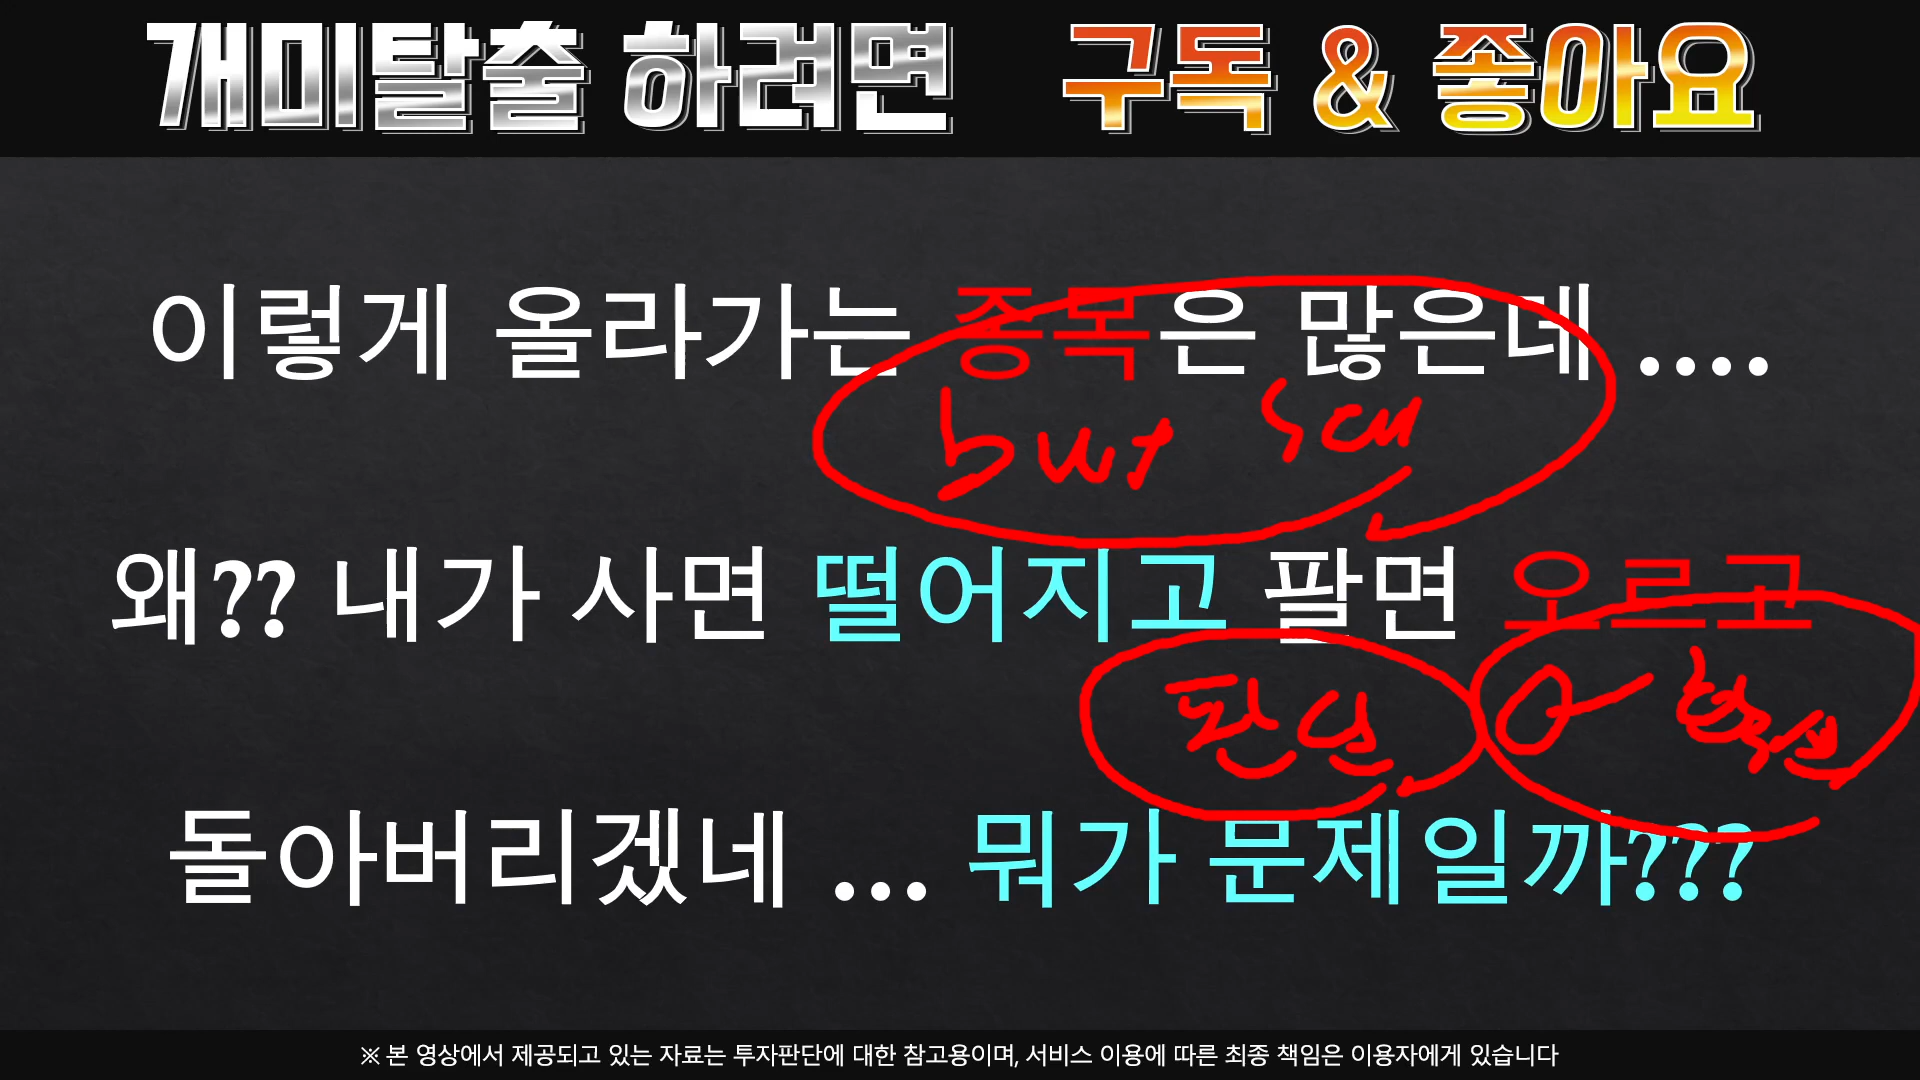 개미탈출 하려면 구독 & 좋아요
이렇게 올라가는 종목은 많은데 ....
but
왜?? 내가 사면 떨어지고 팔면 오르고
판단
돌아버리겠네 ... 뭐가 문제일까???
※ 본 영상에서 제공되고 있는 자료는 투자판단에 대한 참고용이며, 서비스 이용에 따른 최종 책임은 이용자에게 있습니다